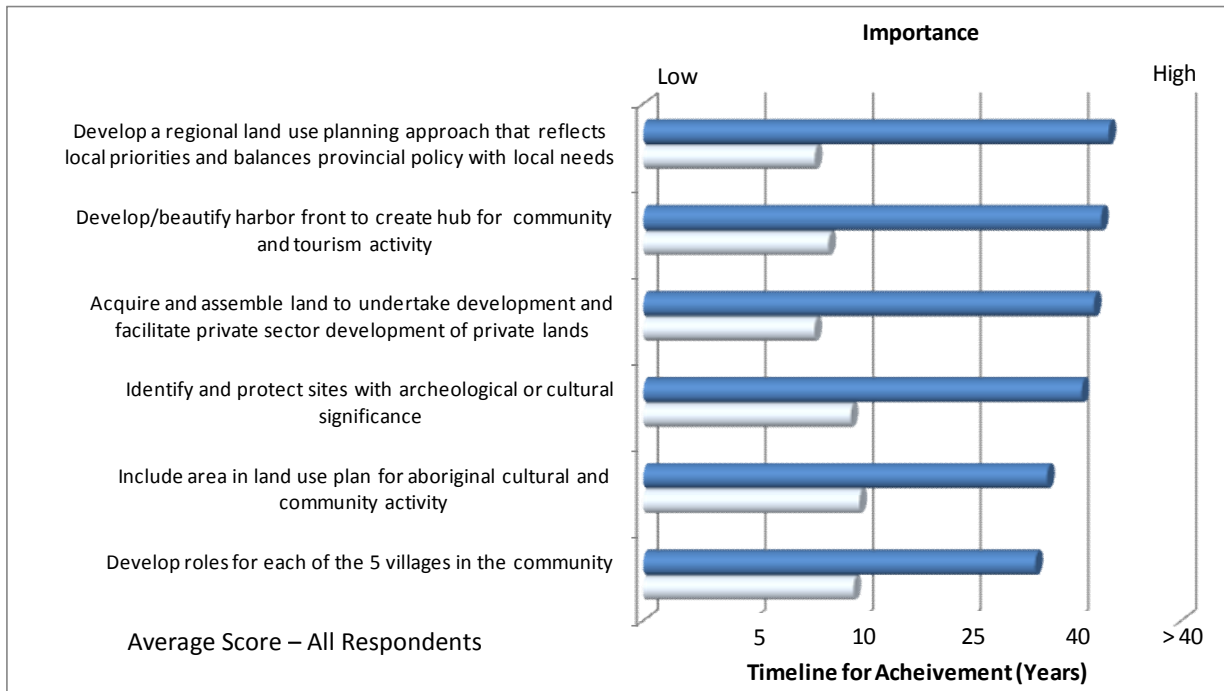 Importance
Low High
Develop a regional land use planning approach that reflects
local priorities and balances provincial policy with local needs
Develop/beautify harbor front to create hub for community
and tourism activity
Acquire and assemble land to undertake development and
facilitate private sector development of private lands
Identify and protect sites with archeological or cultural
significance
Include area in land use plan for aboriginal cultural and
community activity
Develop roles for each of the 5 villages in the community
Average Score – All Respondents
5 10 25 40 > 40
Timeline for Acheivement (Years)